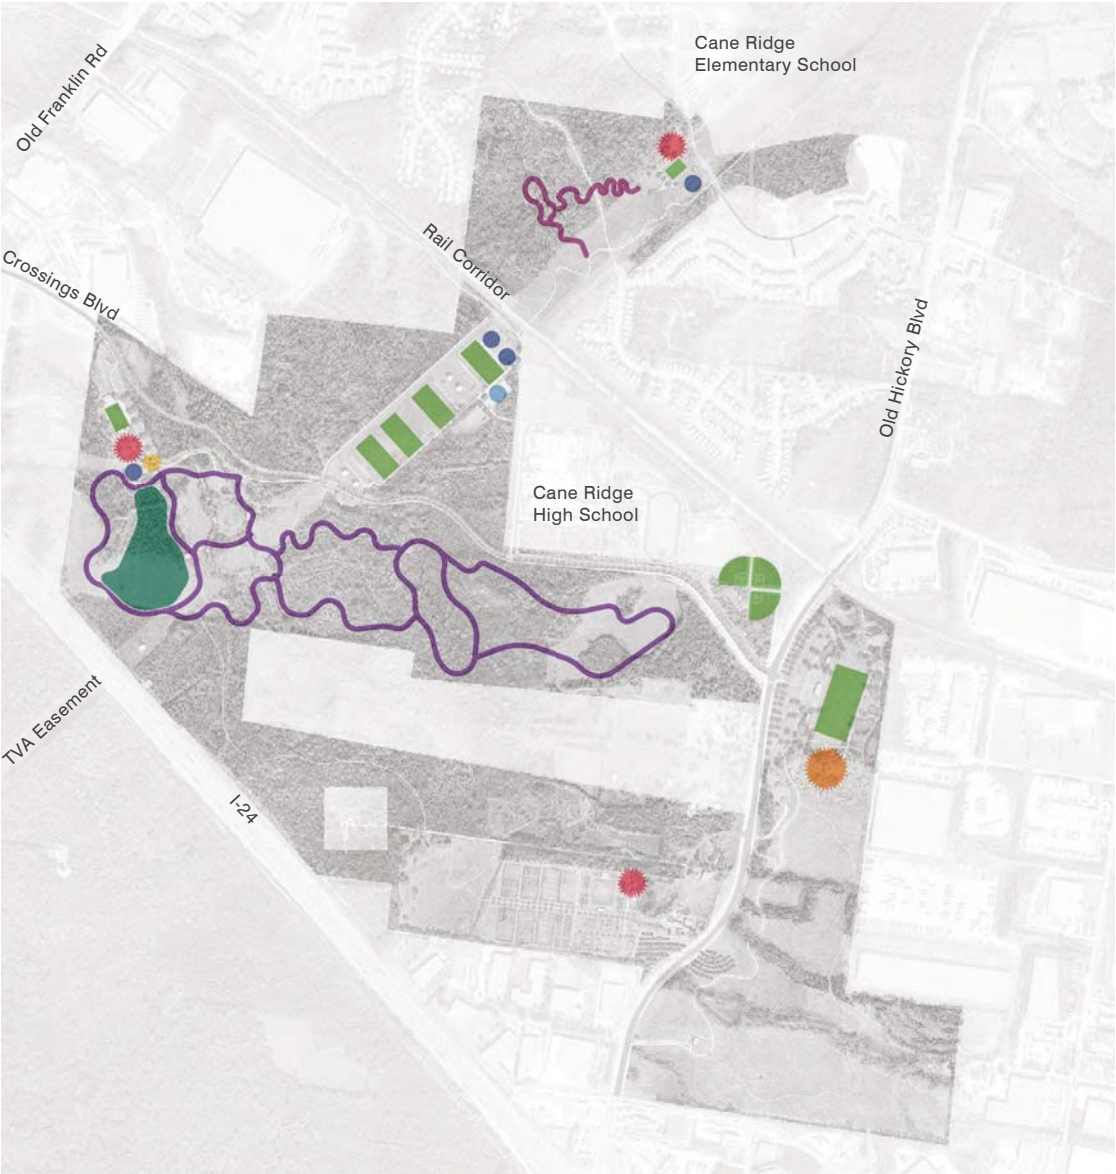 Cane Ridge
Elementary School
Old Franklin Rd
Rail Corridor
Crossings Blvd
Old Hickory Blvd
Cane Ridge
High School
TVA Easement
I-24